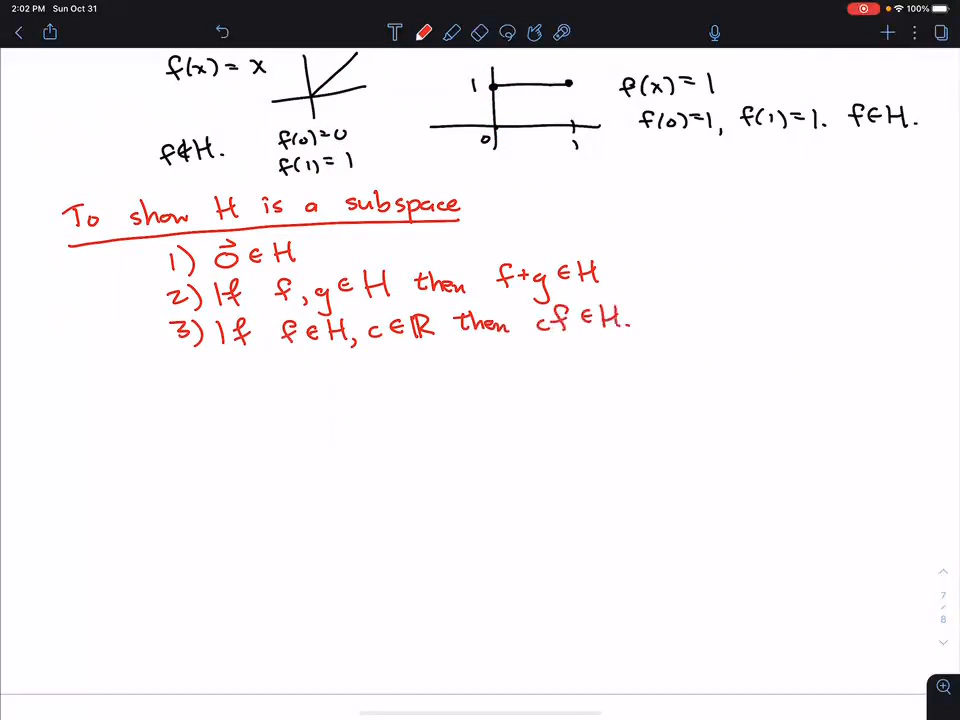 2:02 PM Sun Oct 31
100%
T
f(x) = x
1
0
1
f(x) = 1
f(0)=1, f(1)=1. f∈H.
f∉H.
f(0)=0
f(1)=1
To show H is a subspace
1) 0⃗ ∈ H
2) If f, g ∈ H then f+g ∈ H
3) If f ∈ H, c ∈ ℝ then cf ∈ H.
7
/
8